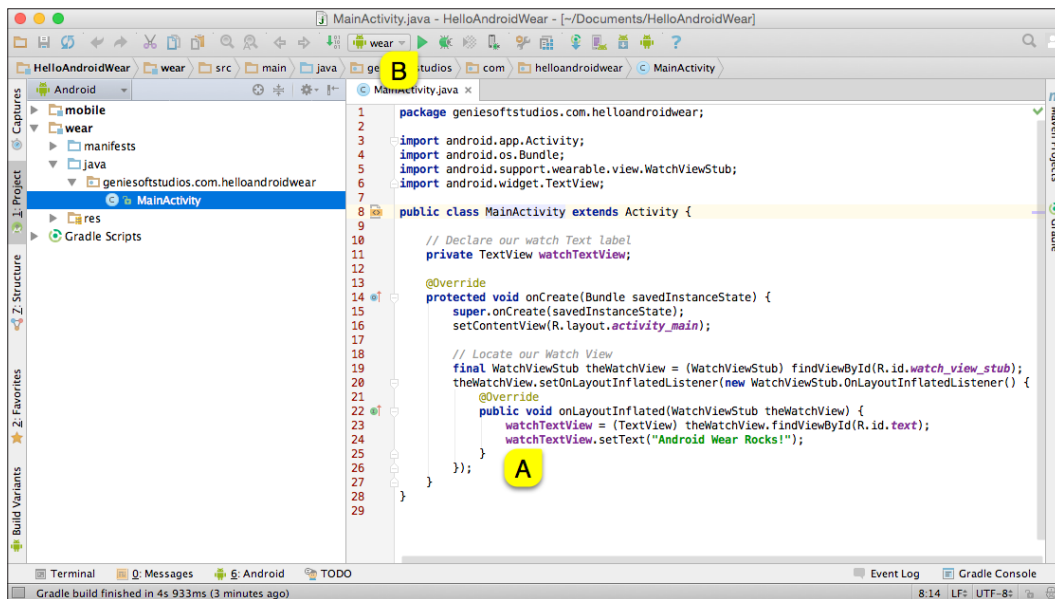 MainActivity.java - HelloAndroidWear - [~/Documents/HelloAndroidWear]
wear
HelloAndroidWear wear src main java com helloandroidwear MainActivity
B
Android
MainActivity.java
Captures
1: Project
Z: Structure
2: Favorites
Build Variants
mobile
wear
manifests
java
geniesoftstudios.com.helloandroidwear
MainActivity
res
Gradle Scripts
1 package geniesoftstudios.com.helloandroidwear;
2
3 import android.app.Activity;
4 import android.os.Bundle;
5 import android.support.wearable.view.WatchViewStub;
6 import android.widget.TextView;
7
8 public class MainActivity extends Activity {
9
10 // Declare our watch Text label
11 private TextView watchTextView;
12
13 @Override
14 protected void onCreate(Bundle savedInstanceState) {
15 super.onCreate(savedInstanceState);
16 setContentView(R.layout.activity_main);
17
18 // Locate our Watch View
19 final WatchViewStub theWatchView = (WatchViewStub) findViewById(R.id.watch_view_stub);
20 theWatchView.setOnLayoutInflatedListener(new WatchViewStub.OnLayoutInflatedListener() {
21 @Override
22 public void onLayoutInflated(WatchViewStub theWatchView) {
23 watchTextView = (TextView) theWatchView.findViewById(R.id.text);
24 watchTextView.setText("Android Wear Rocks!");
25 }
26 });
27 }
28 }
29
A
Projects
Terminal 0: Messages 6: Android TODO Event Log Gradle Console
Gradle build finished in 4s 933ms (3 minutes ago) 8:14 LF UTF-8